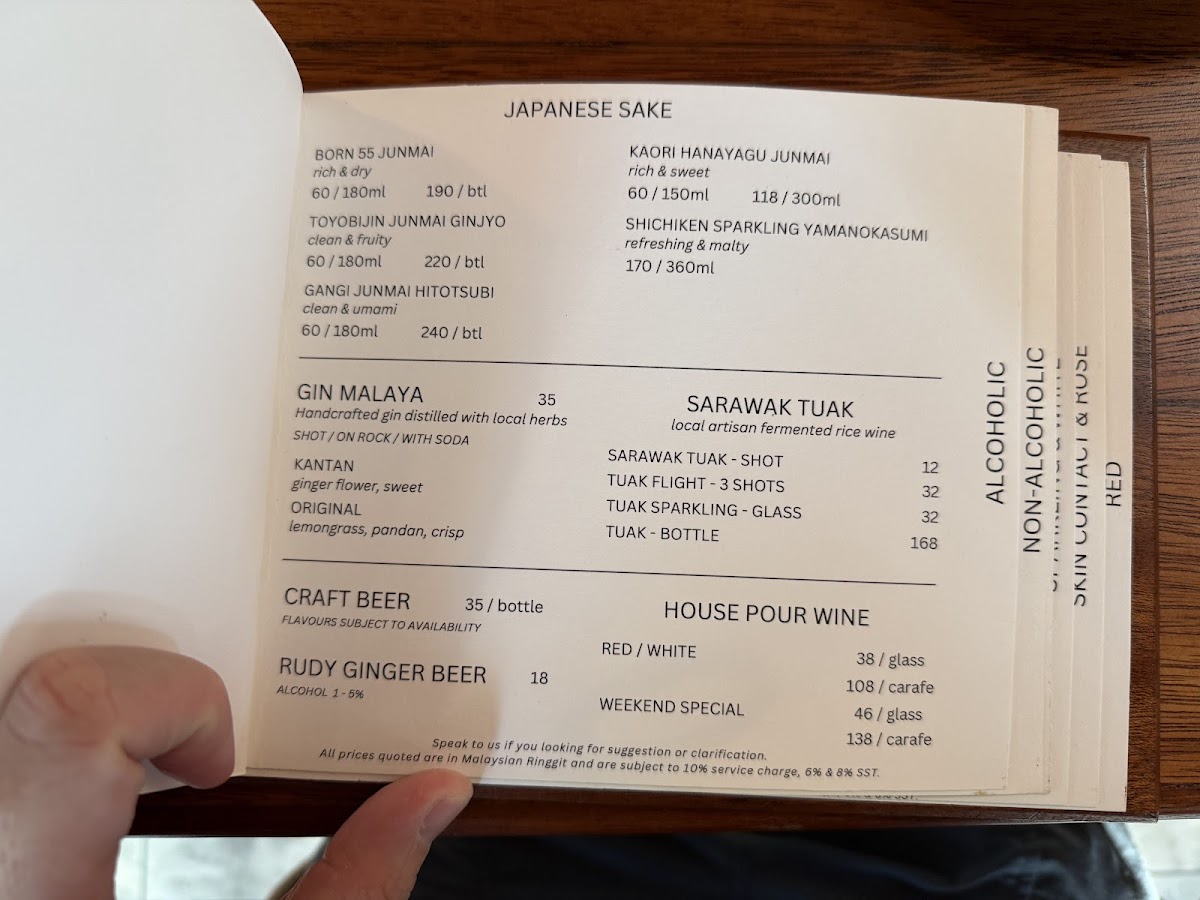 JAPANESE SAKE
BORN 55 JUNMAI
rich & dry
60 / 180ml 190 / btl
TOYOBIJIN JUNMAI GINJYO
clean & fruity
60 / 180ml 220 / btl
GANGI JUNMAI HITOTSUBI
clean & umami
60 / 180ml 240 / btl
KAORI HANAYAGU JUNMAI
rich & sweet
60 / 150ml 118 / 300ml
SHICHIKEN SPARKLING YAMANOKASUMI
refreshing & malty
170 / 360ml
GIN MALAYA 35
Handcrafted gin distilled with local herbs
SHOT / ON ROCK / WITH SODA
KANTAN
ginger flower, sweet
ORIGINAL
lemongrass, pandan, crisp
SARAWAK TUAK
local artisan fermented rice wine
SARAWAK TUAK - SHOT 12
TUAK FLIGHT - 3 SHOTS 32
TUAK SPARKLING - GLASS 32
TUAK - BOTTLE 168
CRAFT BEER 35 / bottle
FLAVOURS SUBJECT TO AVAILABILITY
RUDY GINGER BEER 18
ALCOHOL 1 - 5%
HOUSE POUR WINE
RED / WHITE 38 / glass
108 / carafe
WEEKEND SPECIAL 46 / glass
138 / carafe
Speak to us if you looking for suggestion or clarification.
All prices quoted are in Malaysian Ringgit and are subject to 10% service charge, 6% & 8% SST.
ALCOHOLIC
NON-ALCOHOLIC
SKIN CONTACT & ROSE
RED